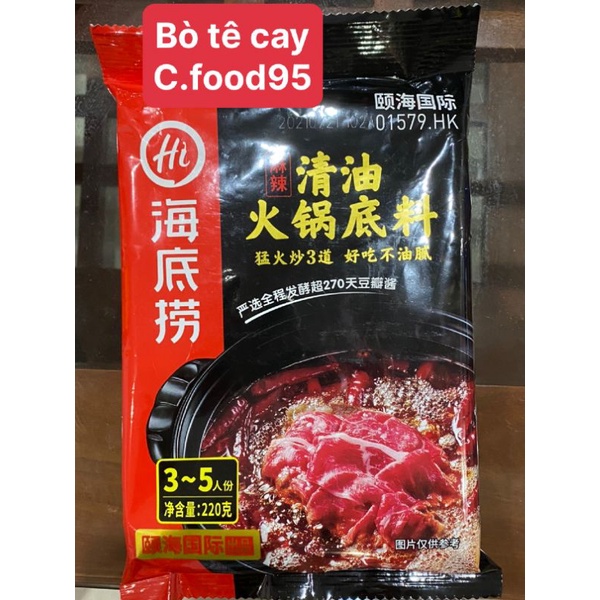 Bò tê cay
C.food95
颐海国际
01579.HK
Hi
海底捞
麻辣
清油
火锅底料
猛火炒3道 好吃不油腻
严选全程发酵超270天豆瓣酱
3~5人份
净含量:220克
颐海国际
图片仅供参考